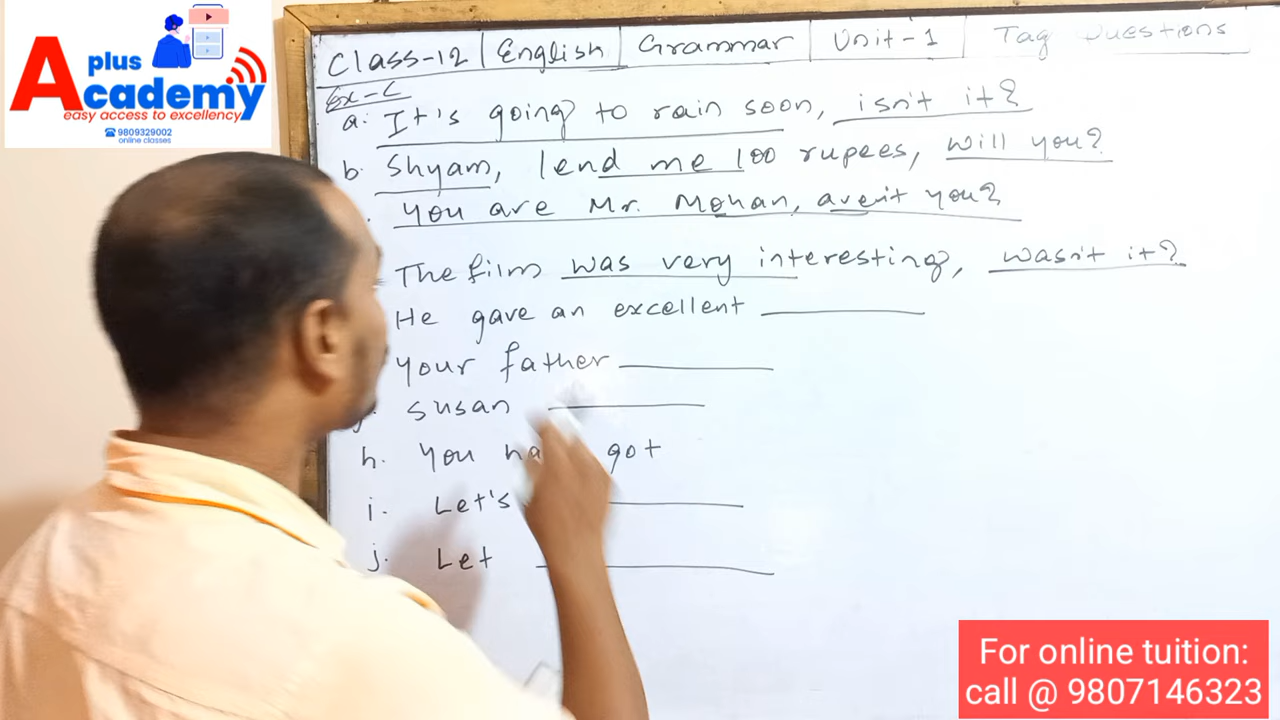 A plus
Academy
easy access to excellency
9809329002
online classes
Class-12 | English | Grammar | Unit-1 | Tag Questions
Ex-C
a. It's going to rain soon, isn't it?
b. Shyam, lend me 100 rupees, will you?
. You are Mr. Mohan, aren't you?
The film was very interesting, wasn't it?
He gave an excellent
Your father
Susan
h. You got
i. Let's
j. Let
For online tuition:
call @ 9807146323